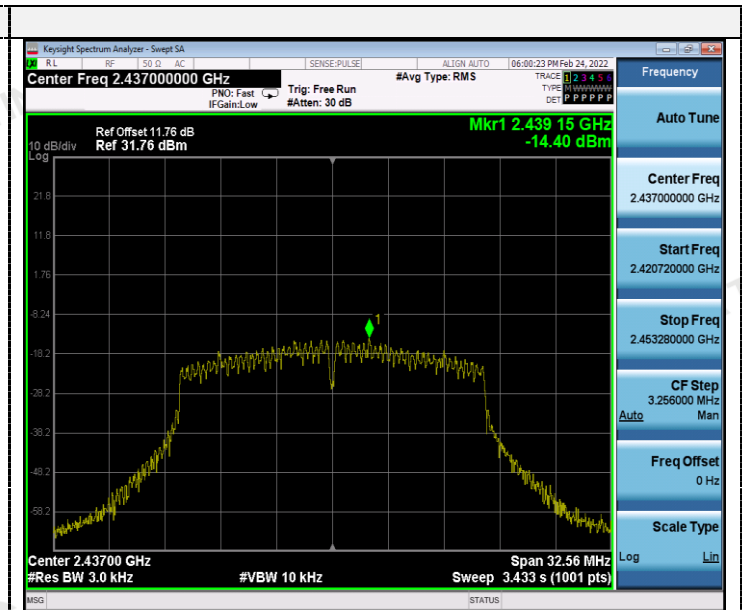 Keysight Spectrum Analyzer - Swept SA
RL RF 50 Ω AC SENSE:PULSE ALIGN AUTO 06:00:23 PM Feb 24, 2022
Center Freq 2.437000000 GHz
PNO: Fast
IFGain:Low
Trig: Free Run
#Atten: 30 dB
#Avg Type: RMS
TRACE 1 2 3 4 5 6
TYPE M W W W W W
DET P P P P P P
Frequency
Ref Offset 11.76 dB
Ref 31.76 dBm
10 dB/div
Log
Mkr1 2.439 15 GHz
-14.40 dBm
21.8
11.8
1.76
-8.24
-18.2
-28.2
-38.2
-48.2
-58.2
1
Center 2.43700 GHz
#Res BW 3.0 kHz
#VBW 10 kHz
Span 32.56 MHz
Sweep 3.433 s (1001 pts)
Auto Tune
Center Freq
2.437000000 GHz
Start Freq
2.420720000 GHz
Stop Freq
2.453280000 GHz
CF Step
3.256000 MHz
Auto Man
Freq Offset
0 Hz
Scale Type
Log Lin
MSG STATUS